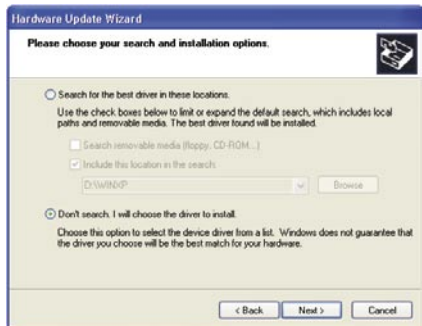 Hardware Update Wizard
Please choose your search and installation options.
Search for the best driver in these locations.
Use the check boxes below to limit or expand the default search, which includes local
paths and removable media. The best driver found will be installed.
Search removable media (floppy, CD-ROM...)
Include this location in the search:
D:\WINXP
Browse
Don't search. I will choose the driver to install.
Choose this option to select the device driver from a list. Windows does not guarantee that
the driver you choose will be the best match for your hardware.
< Back Next > Cancel